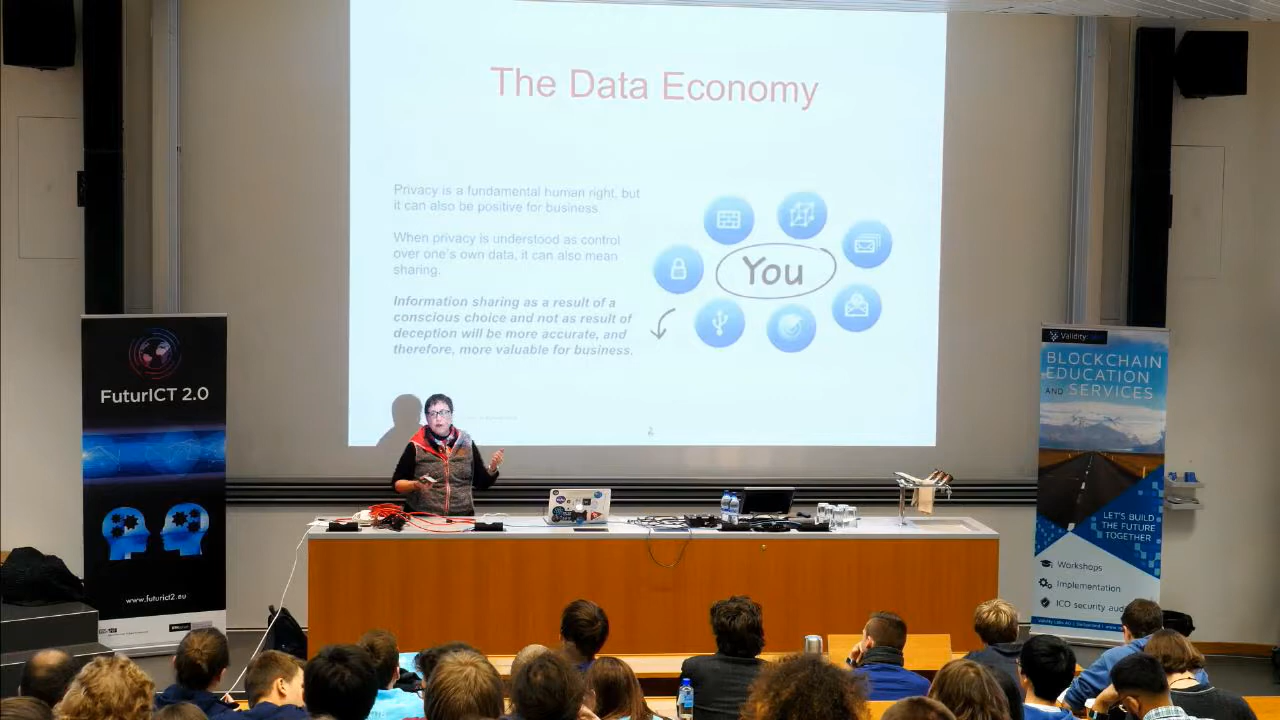 The Data Economy
Privacy is a fundamental human right, but
it can also be positive for business.
When privacy is understood as control
over one's own data, it can also mean
sharing.
Information sharing as a result of a
conscious choice and not as result of
deception will be more accurate, and
therefore, more valuable for business.
You
FuturICT 2.0
www.futurict2.eu
Validity
BLOCKCHAIN
EDUCATION
AND SERVICES
LET'S BUILD
THE FUTURE
TOGETHER
Workshops
Implementation
ICO security aud